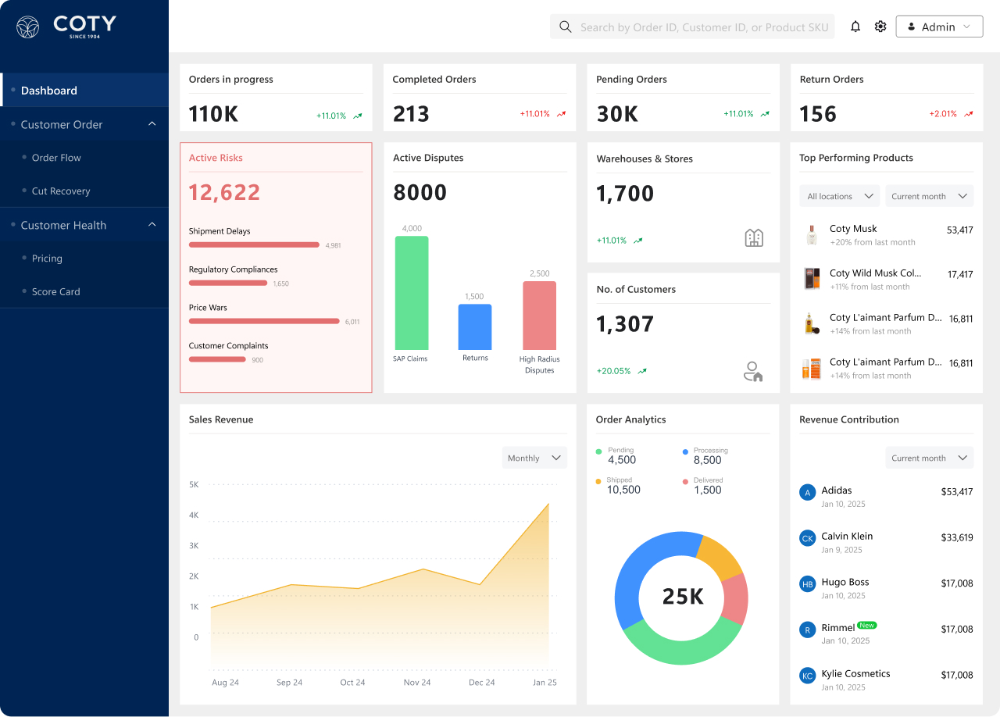 COTY
SINCE 1904
Search by Order ID, Customer ID, or Product SKU
Admin
Dashboard
Customer Order
Order Flow
Cut Recovery
Customer Health
Pricing
Score Card
Orders in progress
110K
+11.01%
Completed Orders
213
+11.01%
Pending Orders
30K
+11.01%
Return Orders
156
+2.01%
Active Risks
12,622
Shipment Delays
4,981
Regulatory Compliances
1,650
Price Wars
6,011
Customer Complaints
900
Active Disputes
8000
4,000
1,500
2,500
SAP Claims
Returns
High Radius
Disputes
Warehouses & Stores
1,700
+11.01%
No. of Customers
1,307
+20.05%
Top Performing Products
All locations
Current month
Coty Musk
53,417
+20% from last month
Coty Wild Musk Col...
17,417
+11% from last month
Coty L'aimant Parfum D...
16,811
+14% from last month
Coty L'aimant Parfum D...
16,811
+14% from last month
Sales Revenue
Monthly
5K
4K
3K
2K
1K
0
Aug 24
Sep 24
Oct 24
Nov 24
Dec 24
Jan 25
Order Analytics
Pending
4,500
Processing
8,500
Shipped
10,500
Delivered
1,500
25K
Revenue Contribution
Current month
A
Adidas
$53,417
Jan 10, 2025
CK
Calvin Klein
$33,619
Jan 9, 2025
HB
Hugo Boss
$17,008
Jan 10, 2025
R
Rimmel New
$17,008
Jan 10, 2025
KC
Kylie Cosmetics
$17,008
Jan 10, 2025